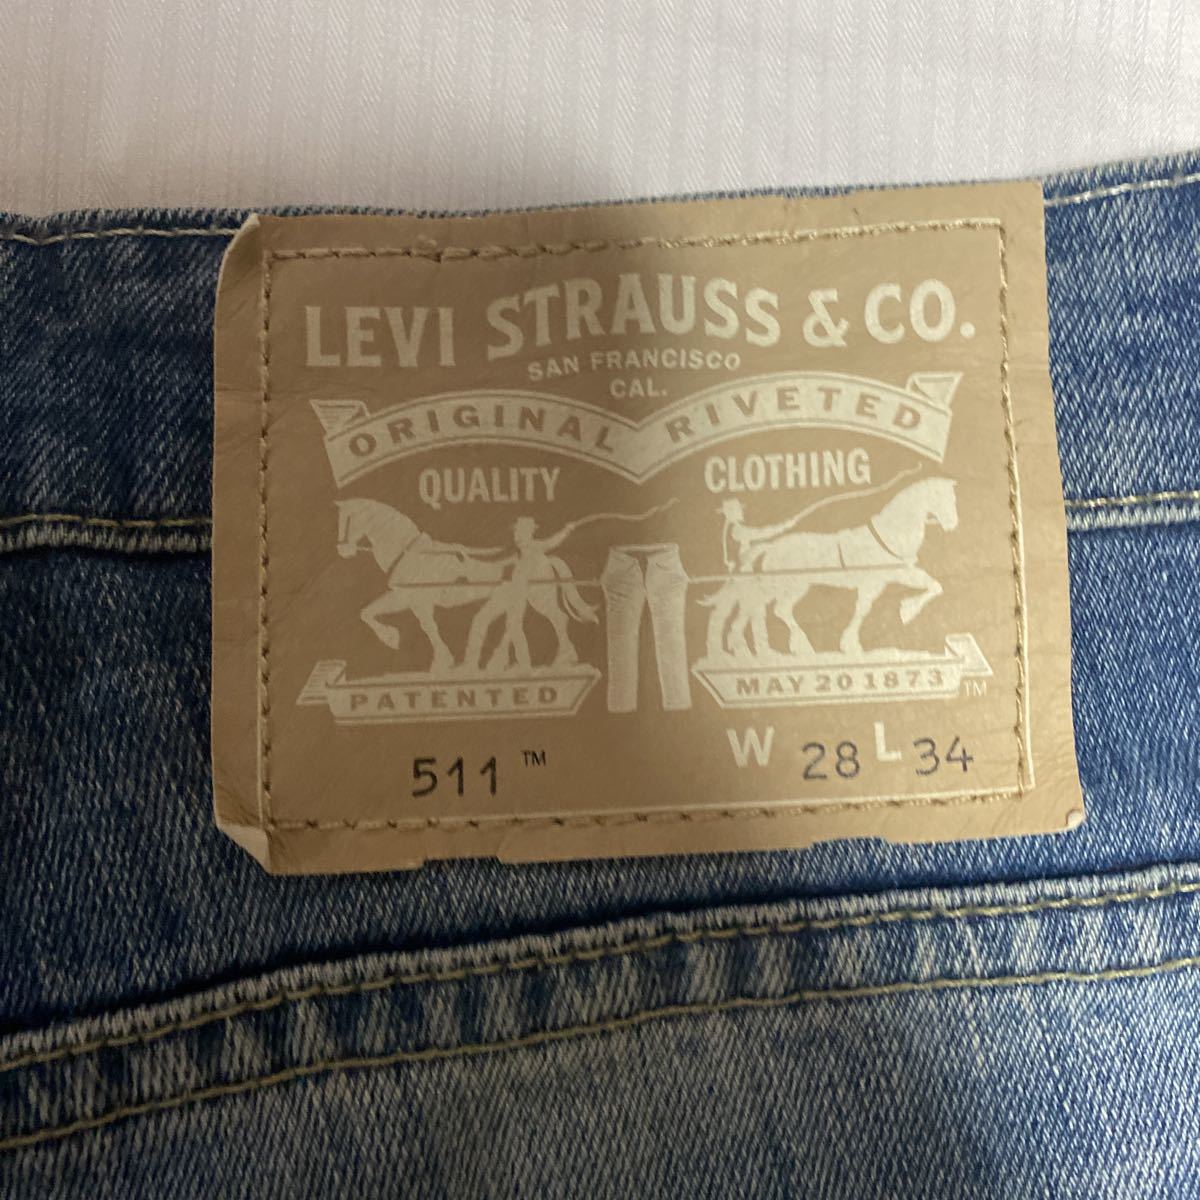 LEVI STRAUSS & CO.
SAN FRANCISCO
CAL.
ORIGINAL RIVETED
QUALITY CLOTHING
PATENTED MAY 20 1873 ™
511 ™ W 28 L 34